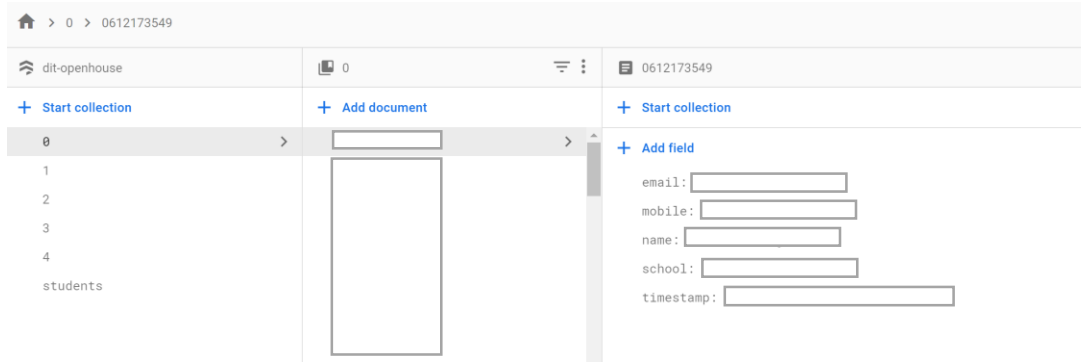 0 0612173549
dit-openhouse 0 0612173549
Start collection Add document Start collection
0
1
2
3
4
students
Add field
email:
mobile:
name:
school:
timestamp: